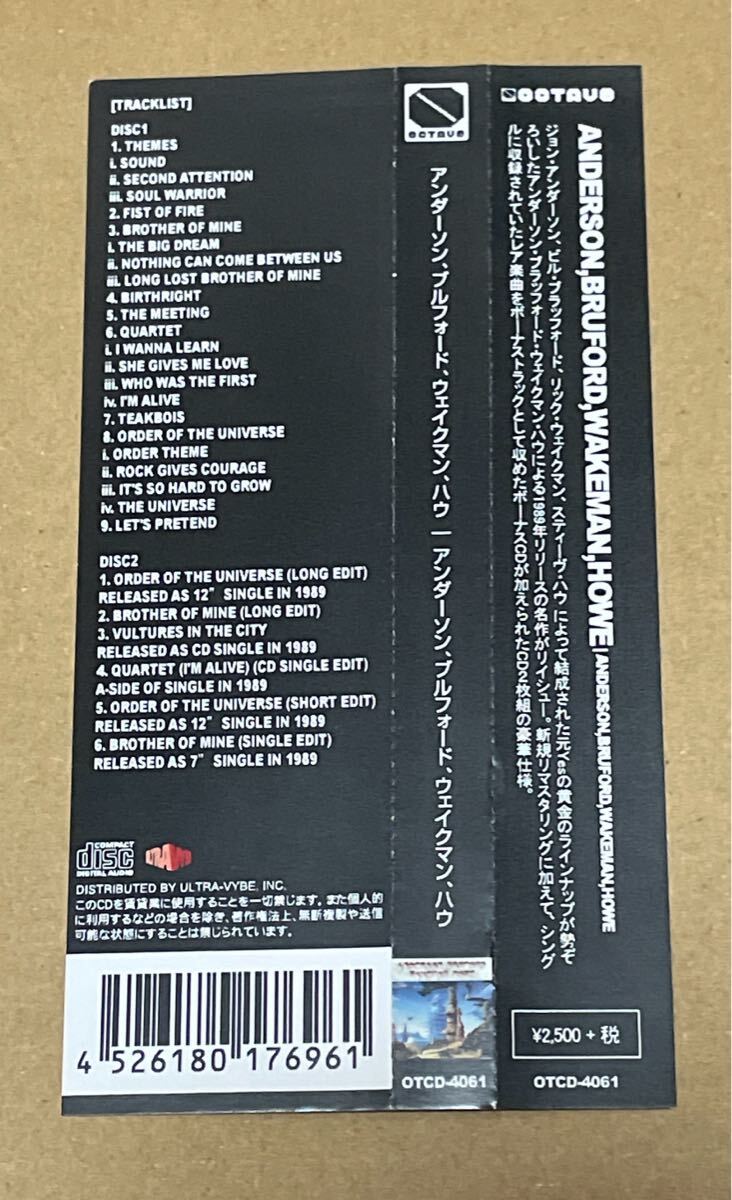 [TRACKLIST]
DISC1
1. THEMES
i. SOUND
ii. SECOND ATTENTION
iii. SOUL WARRIOR
2. FIST OF FIRE
3. BROTHER OF MINE
i. THE BIG DREAM
ii. NOTHING CAN COME BETWEEN US
iii. LONG LOST BROTHER OF MINE
4. BIRTHRIGHT
5. THE MEETING
6. QUARTET
i. I WANNA LEARN
ii. SHE GIVES ME LOVE
iii. WHO WAS THE FIRST
iv. I'M ALIVE
7. TEAKBOIS
8. ORDER OF THE UNIVERSE
i. ORDER THEME
ii. ROCK GIVES COURAGE
iii. IT'S SO HARD TO GROW
iv. THE UNIVERSE
9. LET'S PRETEND
DISC2
1. ORDER OF THE UNIVERSE (LONG EDIT)
RELEASED AS 12" SINGLE IN 1989
2. BROTHER OF MINE (LONG EDIT)
3. VULTURES IN THE CITY
RELEASED AS CD SINGLE IN 1989
4. QUARTET (I'M ALIVE) (CD SINGLE EDIT)
A-SIDE OF SINGLE IN 1989
5. ORDER OF THE UNIVERSE (SHORT EDIT)
RELEASED AS 12" SINGLE IN 1989
6. BROTHER OF MINE (SINGLE EDIT)
RELEASED AS 7" SINGLE IN 1989
COMPACT
disc
DIGITAL AUDIO
DISTRIBUTED BY ULTRA-VYBE, INC.
このCDを賃貸業に使用することを一切禁じます。また個人的
に利用するなどの場合を除き、著作権法上、無断複製や送信
可能な状態にすることは禁じられています。
4 526180 176961
OCTAVE
アンダーソン、ブルフォード、ウェイクマン、ハウ | アンダーソン、ブルフォード、ウェイクマン、ハウ
OTCD-4061
OCTAVE
ANDERSON,BRUFORD,WAKEMAN,HOWE | ANDERSON,BRUFORD,WAKEMAN,HOWE
ジョン・アンダーソン、ビル・ブラッフォード、リック・ウェイクマン、スティーヴ・ハウ によって結成された元Yesの黄金のラインナップが勢ぞ
ろいしたアンダーソン・ブラッフォード・ウェイクマン・ハウによる1989年リリースの名作がリイシュー。新規リマスタリングに加えて、シング
ルに収録されていたレア楽曲をボーナストラックとして収めたボーナスCDが加えられたCD2枚組の豪華仕様。
¥2,500 + 税
OTCD-4061